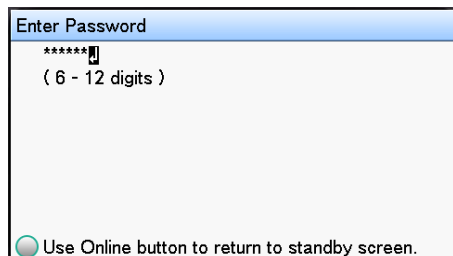 Enter Password
******↵
( 6 - 12 digits )
Use Online button to return to standby screen.